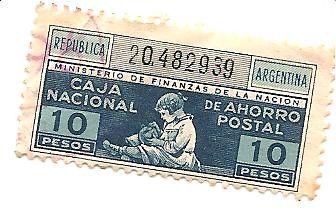 REPUBLICA
20.482939
ARGENTINA
MINISTERIO DE FINANZAS DE LA NACION
CAJA NACIONAL
DE AHORRO POSTAL
10 PESOS
10 PESOS